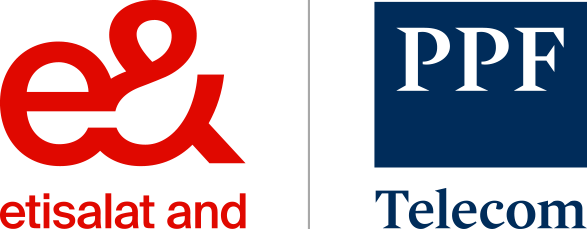 e&
etisalat and
PPF
Telecom